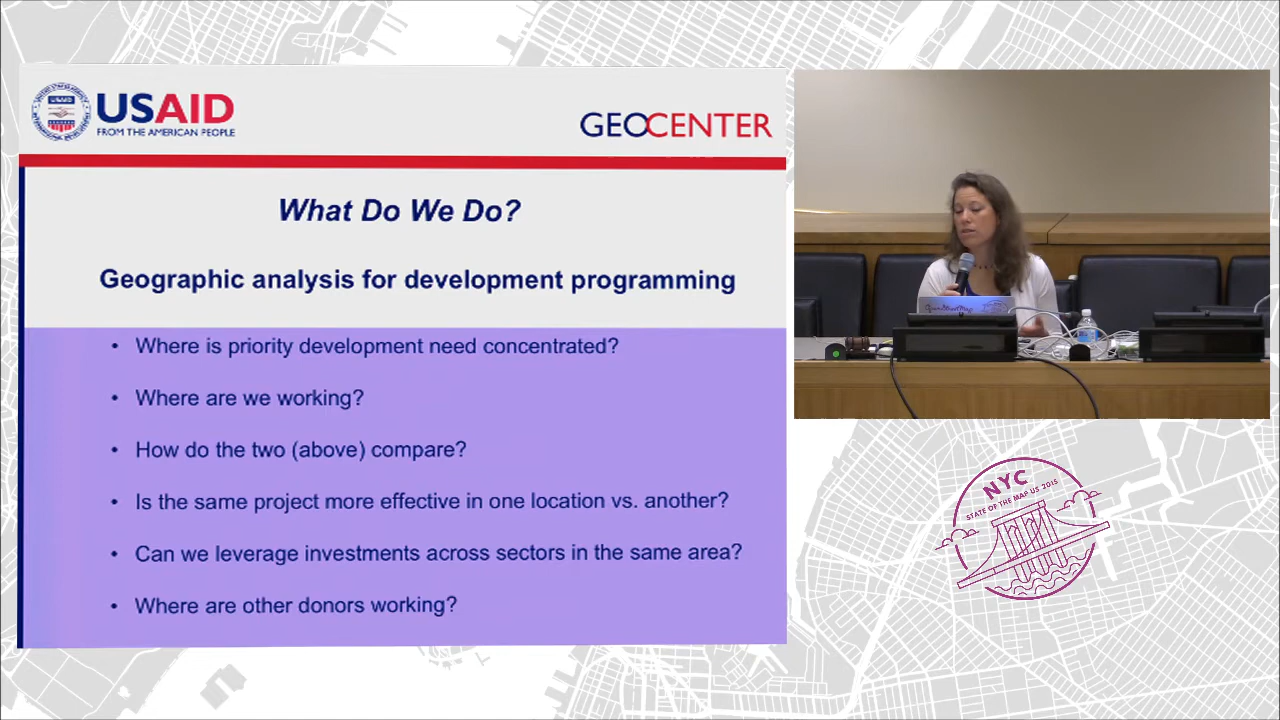 USAID
USAID
FROM THE AMERICAN PEOPLE
GEOCENTER
What Do We Do?
Geographic analysis for development programming
• Where is priority development need concentrated?
• Where are we working?
• How do the two (above) compare?
• Is the same project more effective in one location vs. another?
• Can we leverage investments across sectors in the same area?
• Where are other donors working?
OpenStreetMap
NYC
STATE OF THE MAP US 2015